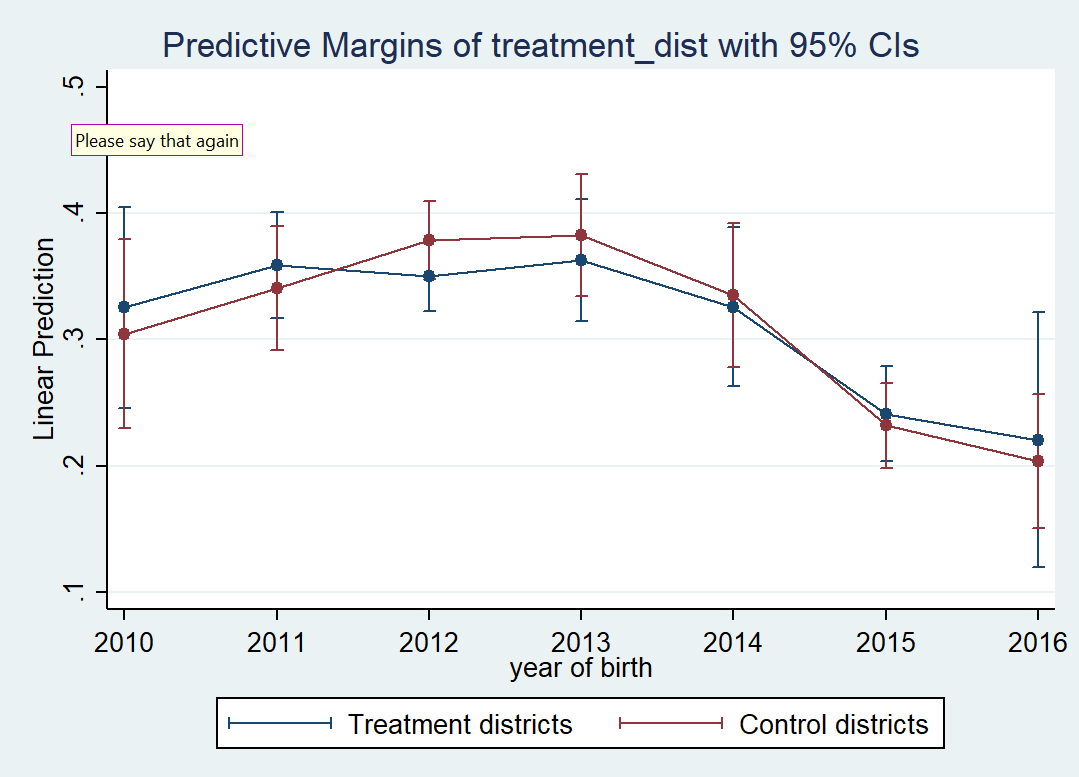 Predictive Margins of treatment_dist with 95% CIs
.5
Please say that again
.4
.3
.2
.1
Linear Prediction
2010 2011 2012 2013 2014 2015 2016
year of birth
Treatment districts Control districts